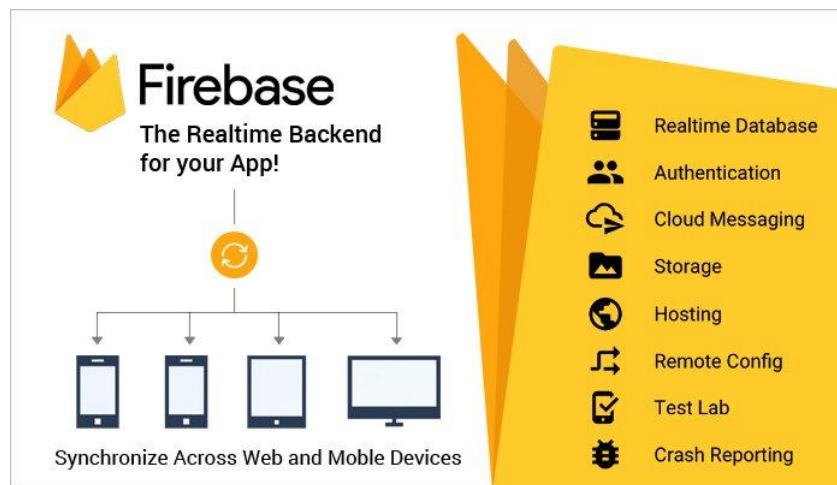 Firebase
The Realtime Backend
for your App!
Synchronize Across Web and Moble Devices
Realtime Database
Authentication
Cloud Messaging
Storage
Hosting
Remote Config
Test Lab
Crash Reporting